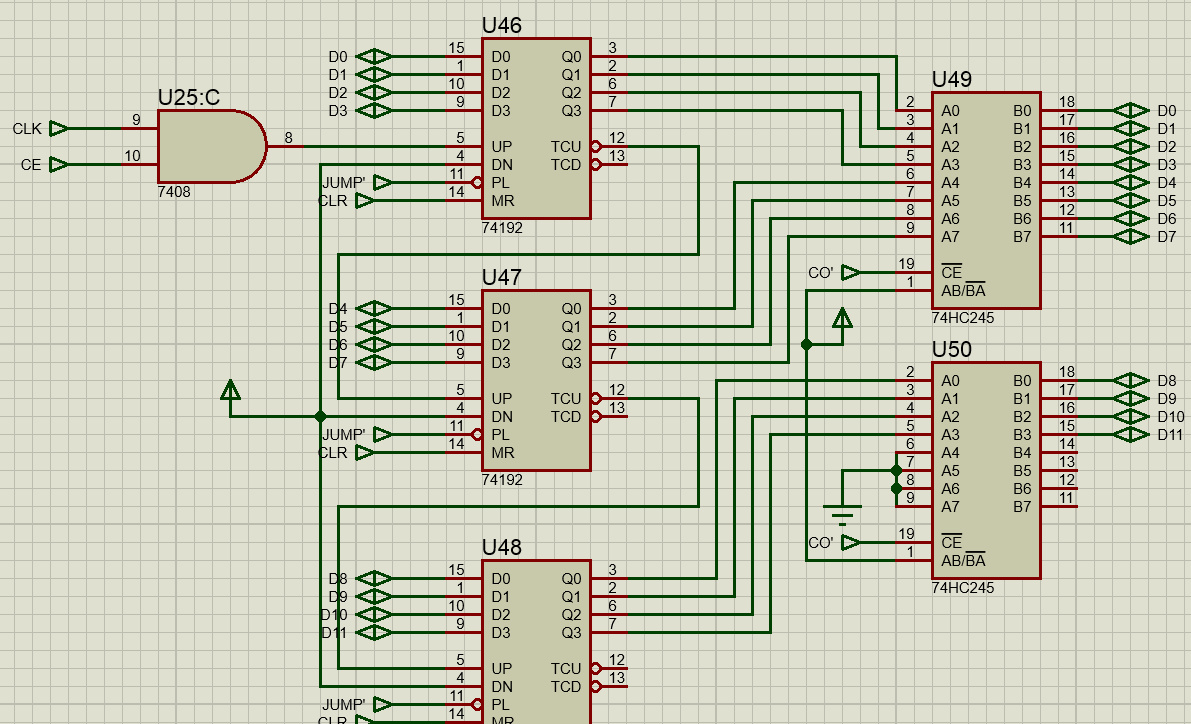 U25:C
CLK 9
CE 10
8
7408
U46
D0 15 D0 Q0 3
D1 1 D1 Q1 2
D2 10 D2 Q2 6
D3 9 D3 Q3 7
5 UP TCU 12
4 DN TCD 13
JUMP' 11 PL
CLR 14 MR
74192
U47
D4 15 D0 Q0 3
D5 1 D1 Q1 2
D6 10 D2 Q2 6
D7 9 D3 Q3 7
5 UP TCU 12
4 DN TCD 13
JUMP' 11 PL
CLR 14 MR
74192
U48
D8 15 D0 Q0 3
D9 1 D1 Q1 2
D10 10 D2 Q2 6
D11 9 D3 Q3 7
5 UP TCU 12
4 DN TCD 13
JUMP' 11 PL
CLR 14 MR
U49
2 A0 B0 18 D0
3 A1 B1 17 D1
4 A2 B2 16 D2
5 A3 B3 15 D3
6 A4 B4 14 D4
7 A5 B5 13 D5
8 A6 B6 12 D6
9 A7 B7 11 D7
CO' 19 CE
1 AB/BA
74HC245
U50
2 A0 B0 18 D8
3 A1 B1 17 D9
4 A2 B2 16 D10
5 A3 B3 15 D11
6 A4 B4 14
7 A5 B5 13
8 A6 B6 12
9 A7 B7 11
CO' 19 CE
1 AB/BA
74HC245